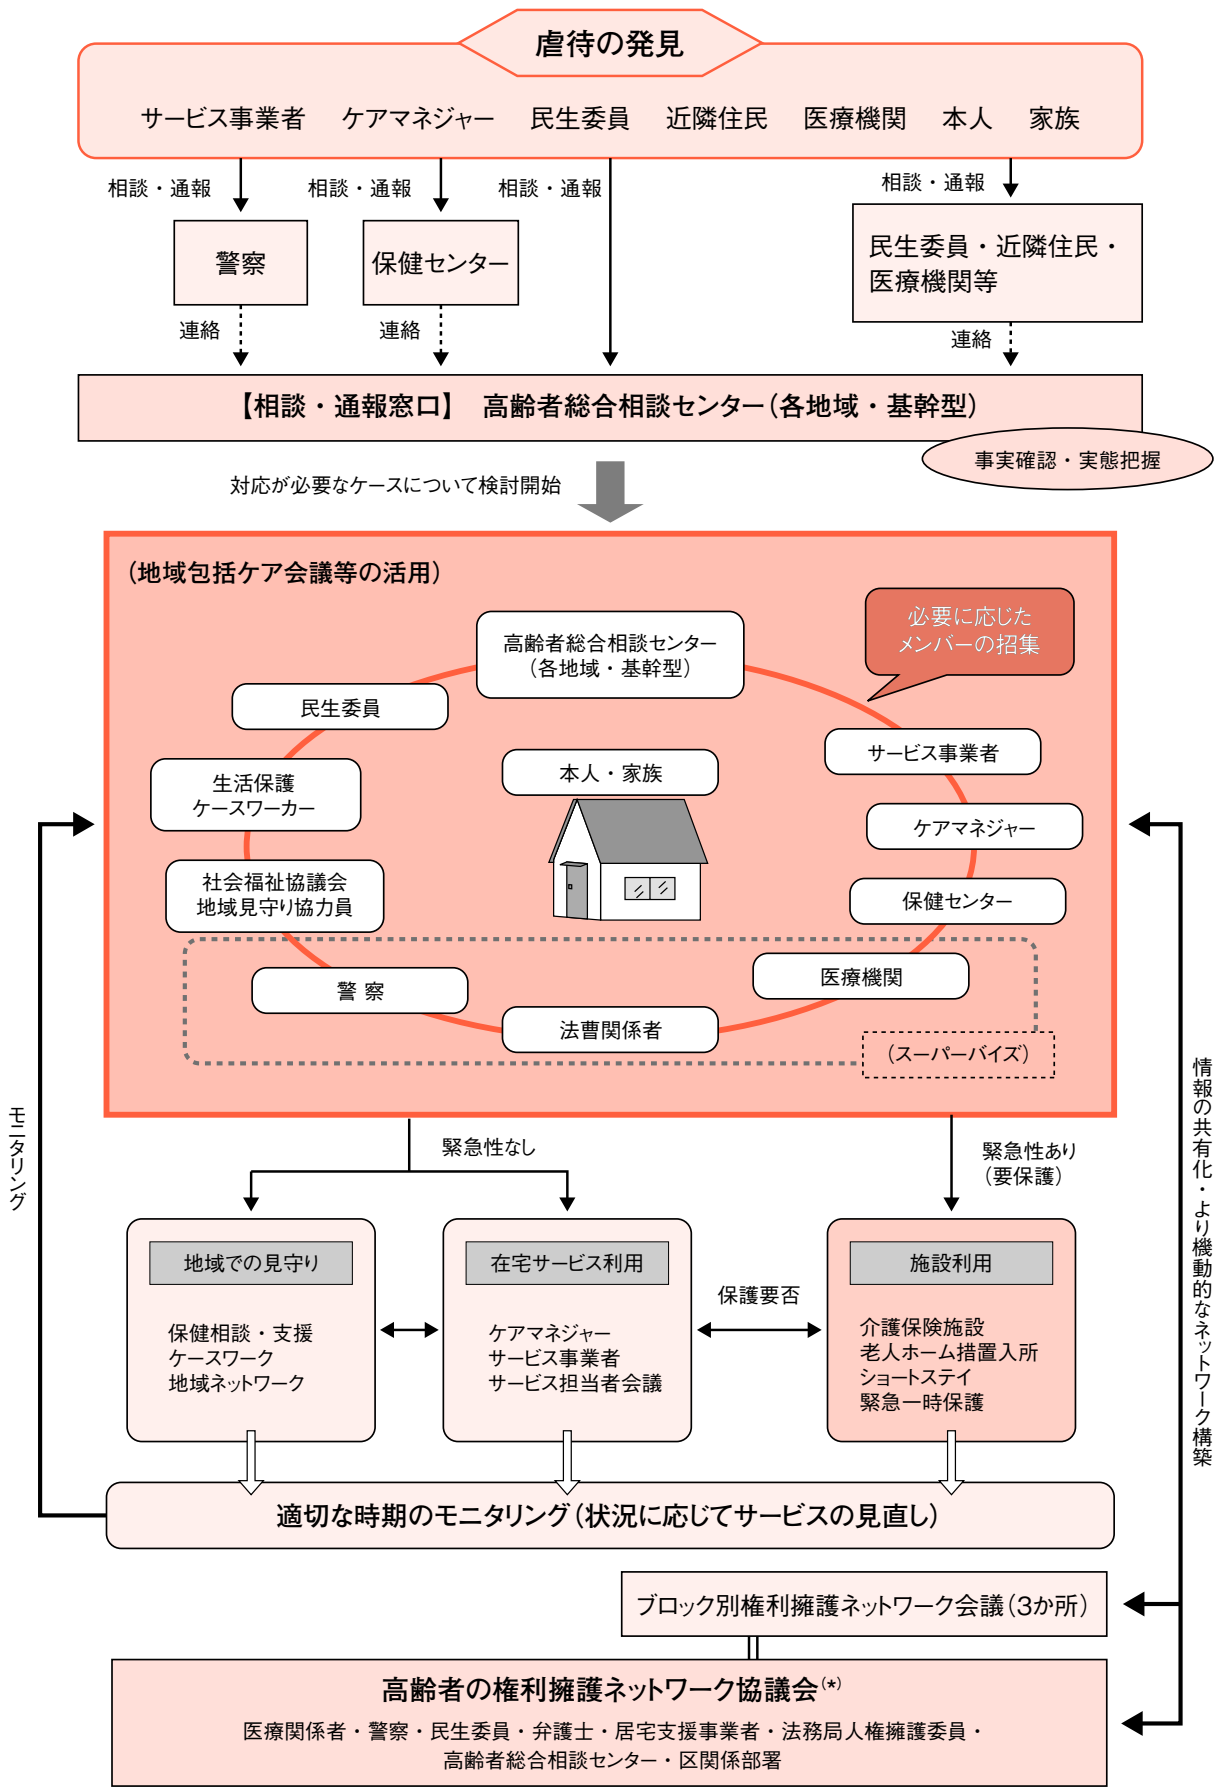 虐待の発見
サービス事業者　ケアマネジャー　民生委員　近隣住民　医療機関　本人　家族
相談・通報
相談・通報
相談・通報
相談・通報
警察
保健センター
民生委員・近隣住民・
医療機関等
連絡
連絡
連絡
【相談・通報窓口】　高齢者総合相談センター（各地域・基幹型）
事実確認・実態把握
対応が必要なケースについて検討開始
（地域包括ケア会議等の活用）
必要に応じた
メンバーの招集
高齢者総合相談センター
（各地域・基幹型）
民生委員
サービス事業者
本人・家族
生活保護
ケースワーカー
ケアマネジャー
社会福祉協議会
地域見守り協力員
保健センター
警察
医療機関
法曹関係者
（スーパーバイズ）
モニタリング
情報の共有化・より機動的なネットワーク構築
緊急性なし
緊急性あり
（要保護）
地域での見守り
保健相談・支援
ケースワーク
地域ネットワーク
在宅サービス利用
ケアマネジャー
サービス事業者
サービス担当者会議
保護要否
施設利用
介護保険施設
老人ホーム措置入所
ショートステイ
緊急一時保護
適切な時期のモニタリング（状況に応じてサービスの見直し）
ブロック別権利擁護ネットワーク会議（3か所）
高齢者の権利擁護ネットワーク協議会(*)
医療関係者・警察・民生委員・弁護士・居宅支援事業者・法務局人権擁護委員・
高齢者総合相談センター・区関係部署